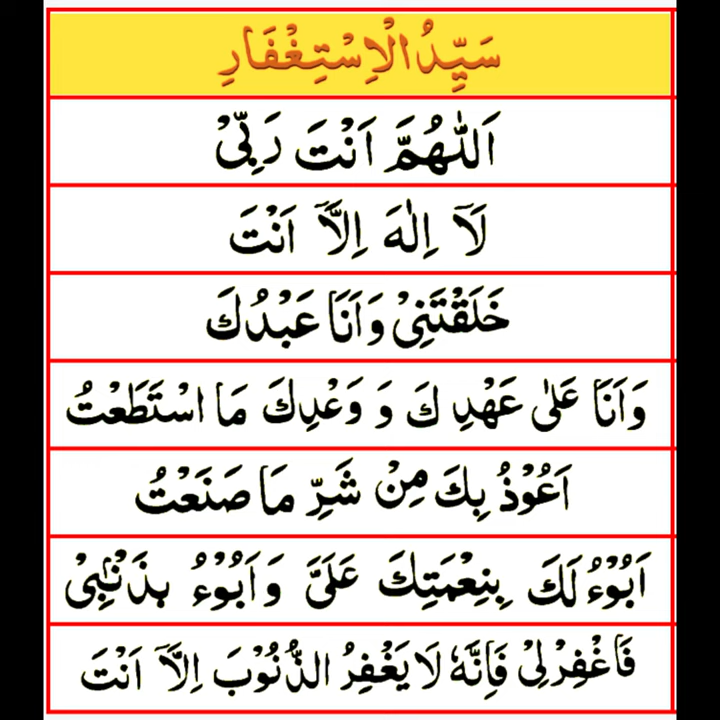 سَيِّدُ الْاِسْتِغْفَارِ
اَللّٰهُمَّ اَنْتَ رَبِّىْ
لَآ اِلٰهَ اِلَّآ اَنْتَ
خَلَقْتَنِىْ وَاَنَا عَبْدُكَ
وَاَنَا عَلٰى عَهْدِ كَ وَ وَعْدِكَ مَا اسْتَطَعْتُ
اَعُوْذُ بِكَ مِنْ شَرِّ مَا صَنَعْتُ
اَبُوْءُ لَكَ بِنِعْمَتِكَ عَلَىَّ وَاَبُوْءُ بِذَنْۢبِىْ
فَاغْفِرْلِىْ فَاِنَّهٗ لَا يَغْفِرُ الذُّنُوْبَ اِلَّآ اَنْتَ